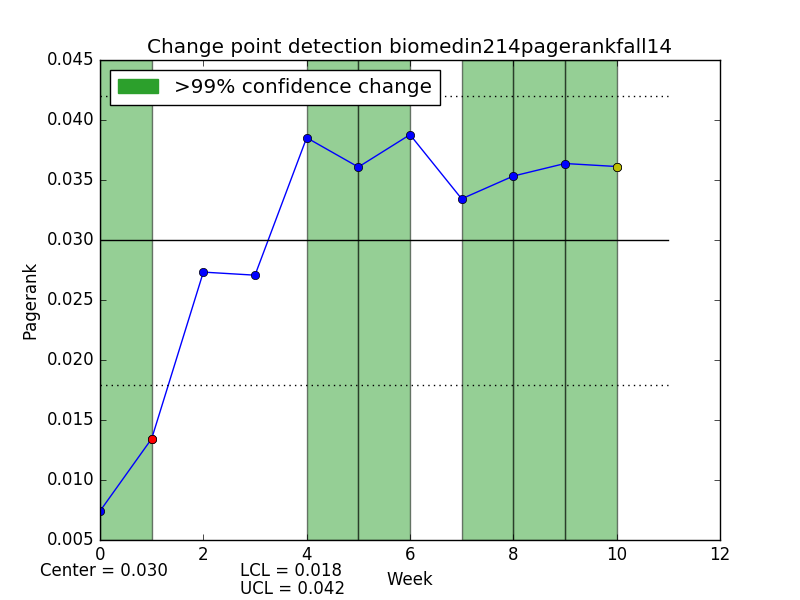 Change point detection biomedin214pagerankfall14
>99% confidence change
0.045
0.040
0.035
0.030
0.025
0.020
0.015
0.010
0.005
Pagerank
0 2 4 6 8 10 12
Week
Center = 0.030
LCL = 0.018
UCL = 0.042